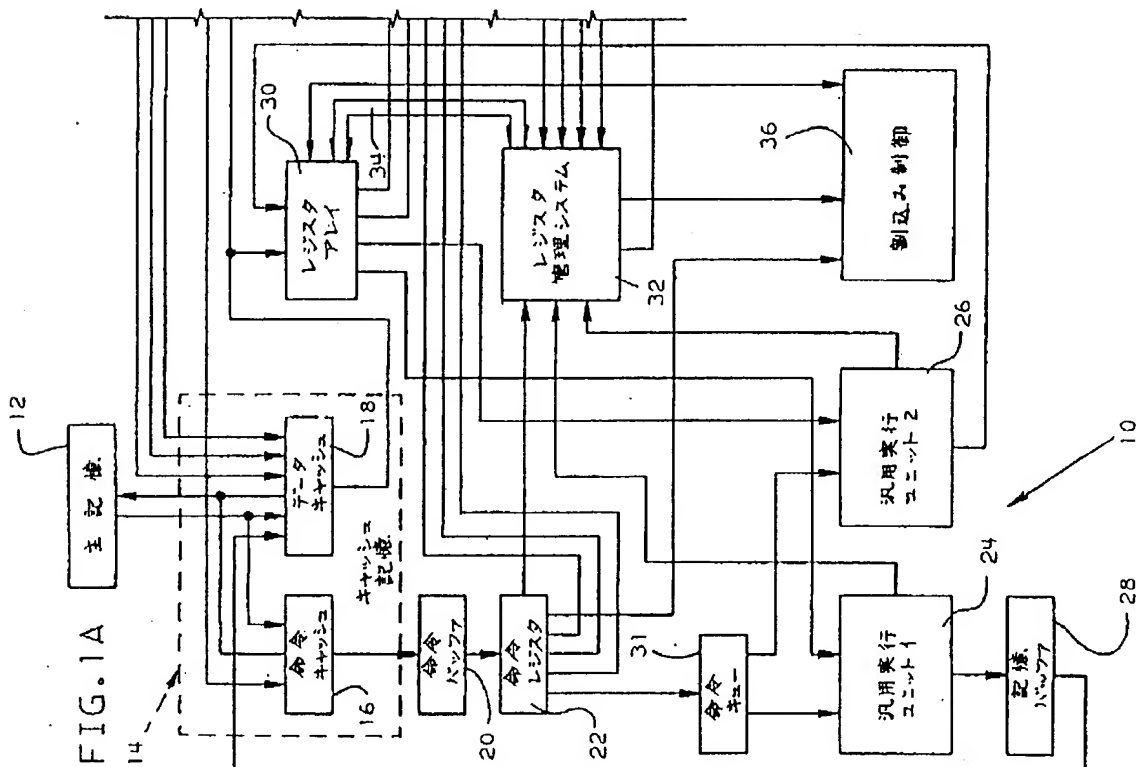 FIG.1A
14
12
主記憶
命令
キャッシュ
16
データ
キャッシュ
18
キャッシュ
記憶
命令
バッファ
20
命令
レジスタ
22
レジスタ
アレイ
30
34
レジスタ
管理システム
32
割込み制御
36
命令
キュー
31
汎用実行
ユニット1
24
汎用実行
ユニット2
26
記憶
バッファ
28
10